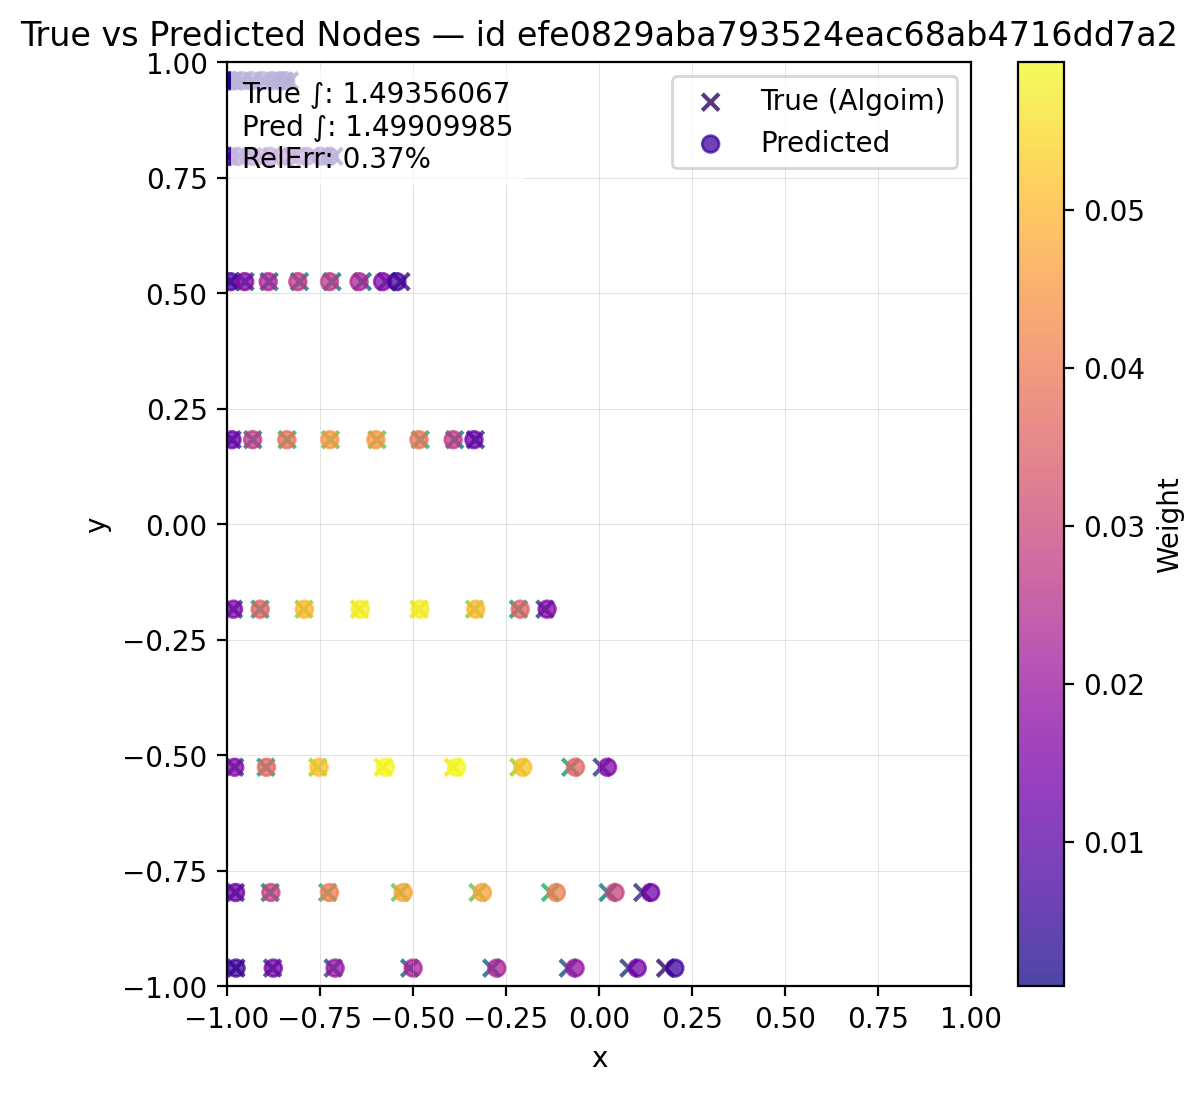 True vs Predicted Nodes — id efe0829aba793524eac68ab4716dd7a2
True ∫: 1.49356067
Pred ∫: 1.49909985
RelErr: 0.37%
True (Algoim)
Predicted
1.00
0.75
0.50
0.25
0.00
−0.25
−0.50
−0.75
−1.00
y
−1.00 −0.75 −0.50 −0.25 0.00 0.25 0.50 0.75 1.00
x
0.05
0.04
0.03
0.02
0.01
Weight